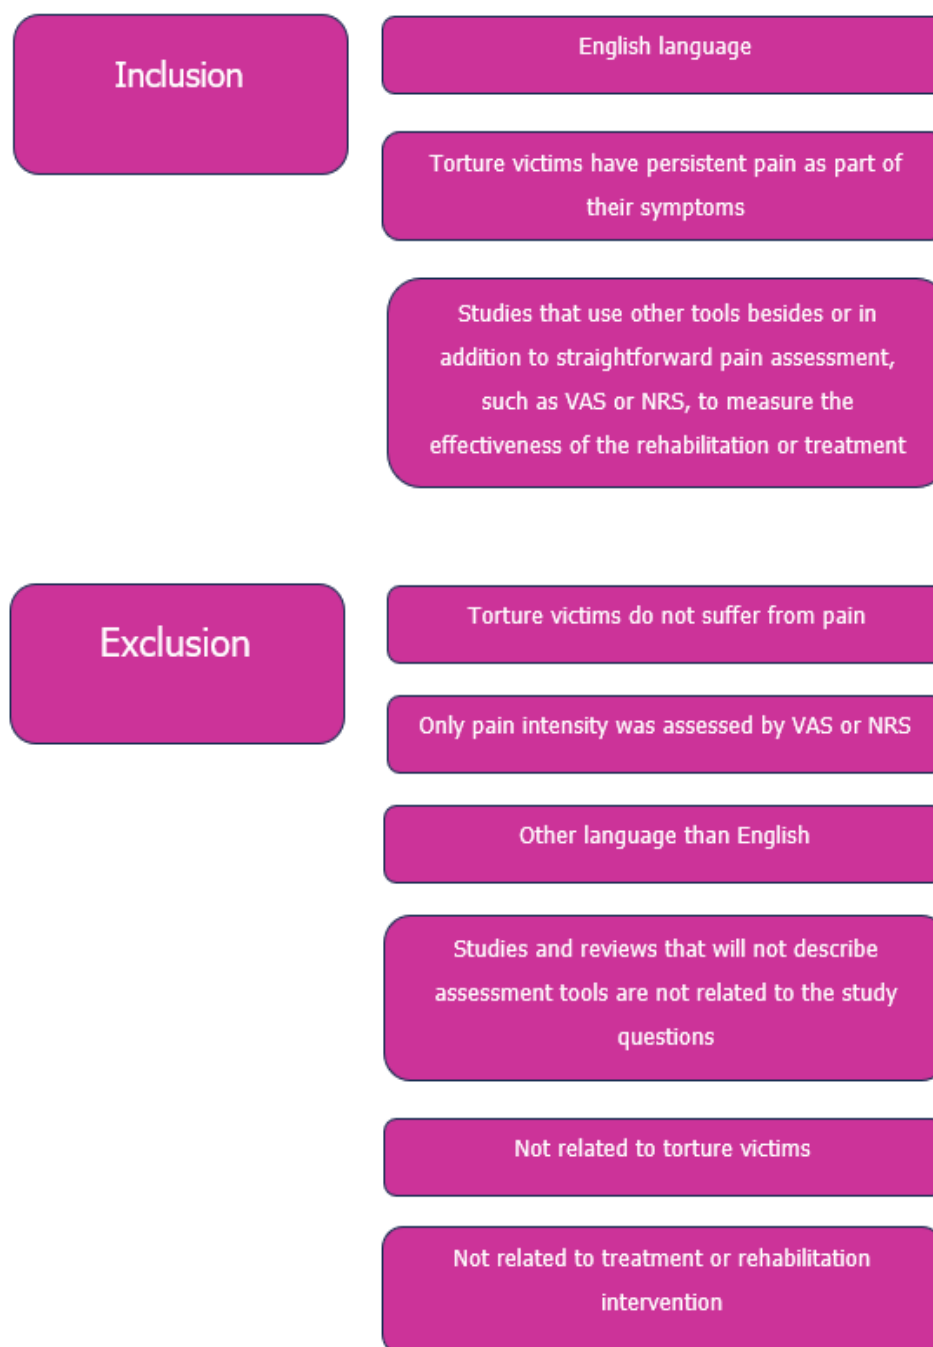 Inclusion
English language
Torture victims have persistent pain as part of
their symptoms
Studies that use other tools besides or in
addition to straightforward pain assessment,
such as VAS or NRS, to measure the
effectiveness of the rehabilitation or treatment
Exclusion
Torture victims do not suffer from pain
Only pain intensity was assessed by VAS or NRS
Other language than English
Studies and reviews that will not describe
assessment tools are not related to the study
questions
Not related to torture victims
Not related to treatment or rehabilitation
intervention